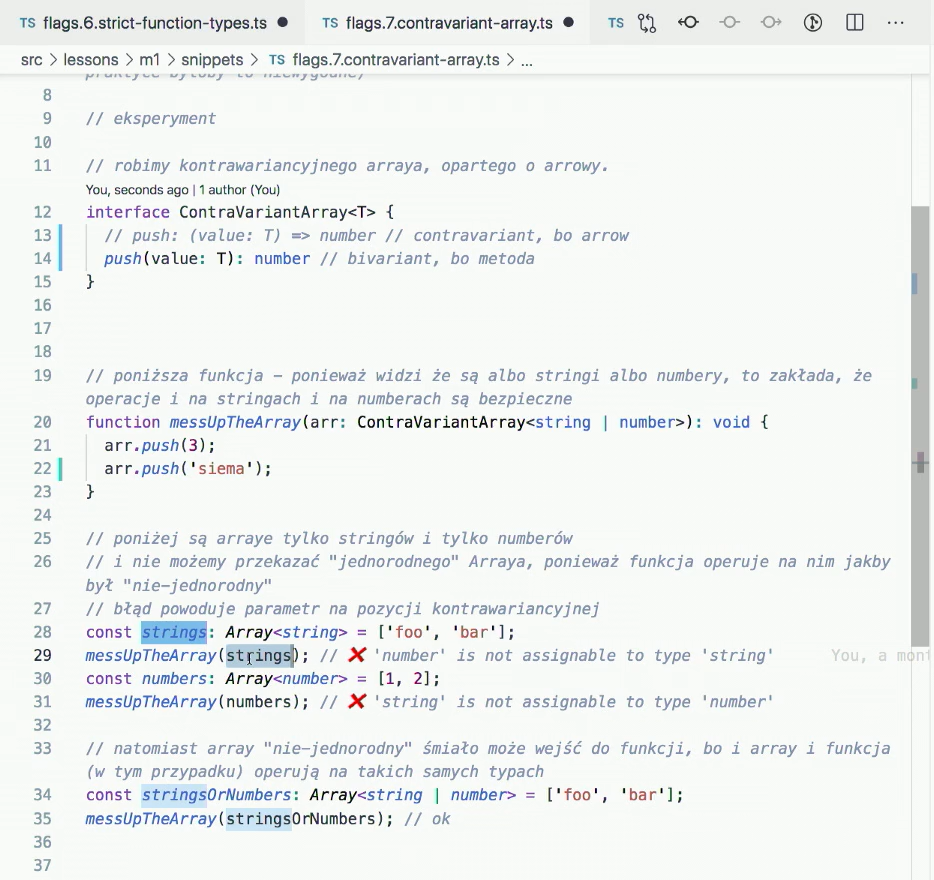 TS flags.6.strict-function-types.ts TS flags.7.contravariant-array.ts TS
src > lessons > m1 > snippets > TS flags.7.contravariant-array.ts > ...
praktyce byłoby to niewygodne)
8
9 // eksperyment
10
11 // robimy kontrawariancyjnego arraya, opartego o arrowy.
You, seconds ago | 1 author (You)
12 interface ContraVariantArray<T> {
13 // push: (value: T) => number // contravariant, bo arrow
14 push(value: T): number // bivariant, bo metoda
15 }
16
17
18
19 // poniższa funkcja – ponieważ widzi że są albo stringi albo numbery, to zakłada, że
operacje i na stringach i na numberach są bezpieczne
20 function messUpTheArray(arr: ContraVariantArray<string | number>): void {
21 arr.push(3);
22 arr.push('siema');
23 }
24
25 // poniżej są arraye tylko stringów i tylko numberów
26 // i nie możemy przekazać "jednorodnego" Arraya, ponieważ funkcja operuje na nim jakby
był "nie-jednorodny"
27 // błąd powoduje parametr na pozycji kontrawariancyjnej
28 const strings: Array<string> = ['foo', 'bar'];
29 messUpTheArray(strings); // ❌ 'number' is not assignable to type 'string' You, a mont
30 const numbers: Array<number> = [1, 2];
31 messUpTheArray(numbers); // ❌ 'string' is not assignable to type 'number'
32
33 // natomiast array "nie-jednorodny" śmiało może wejść do funkcji, bo i array i funkcja
(w tym przypadku) operują na takich samych typach
34 const stringsOrNumbers: Array<string | number> = ['foo', 'bar'];
35 messUpTheArray(stringsOrNumbers); // ok
36
37